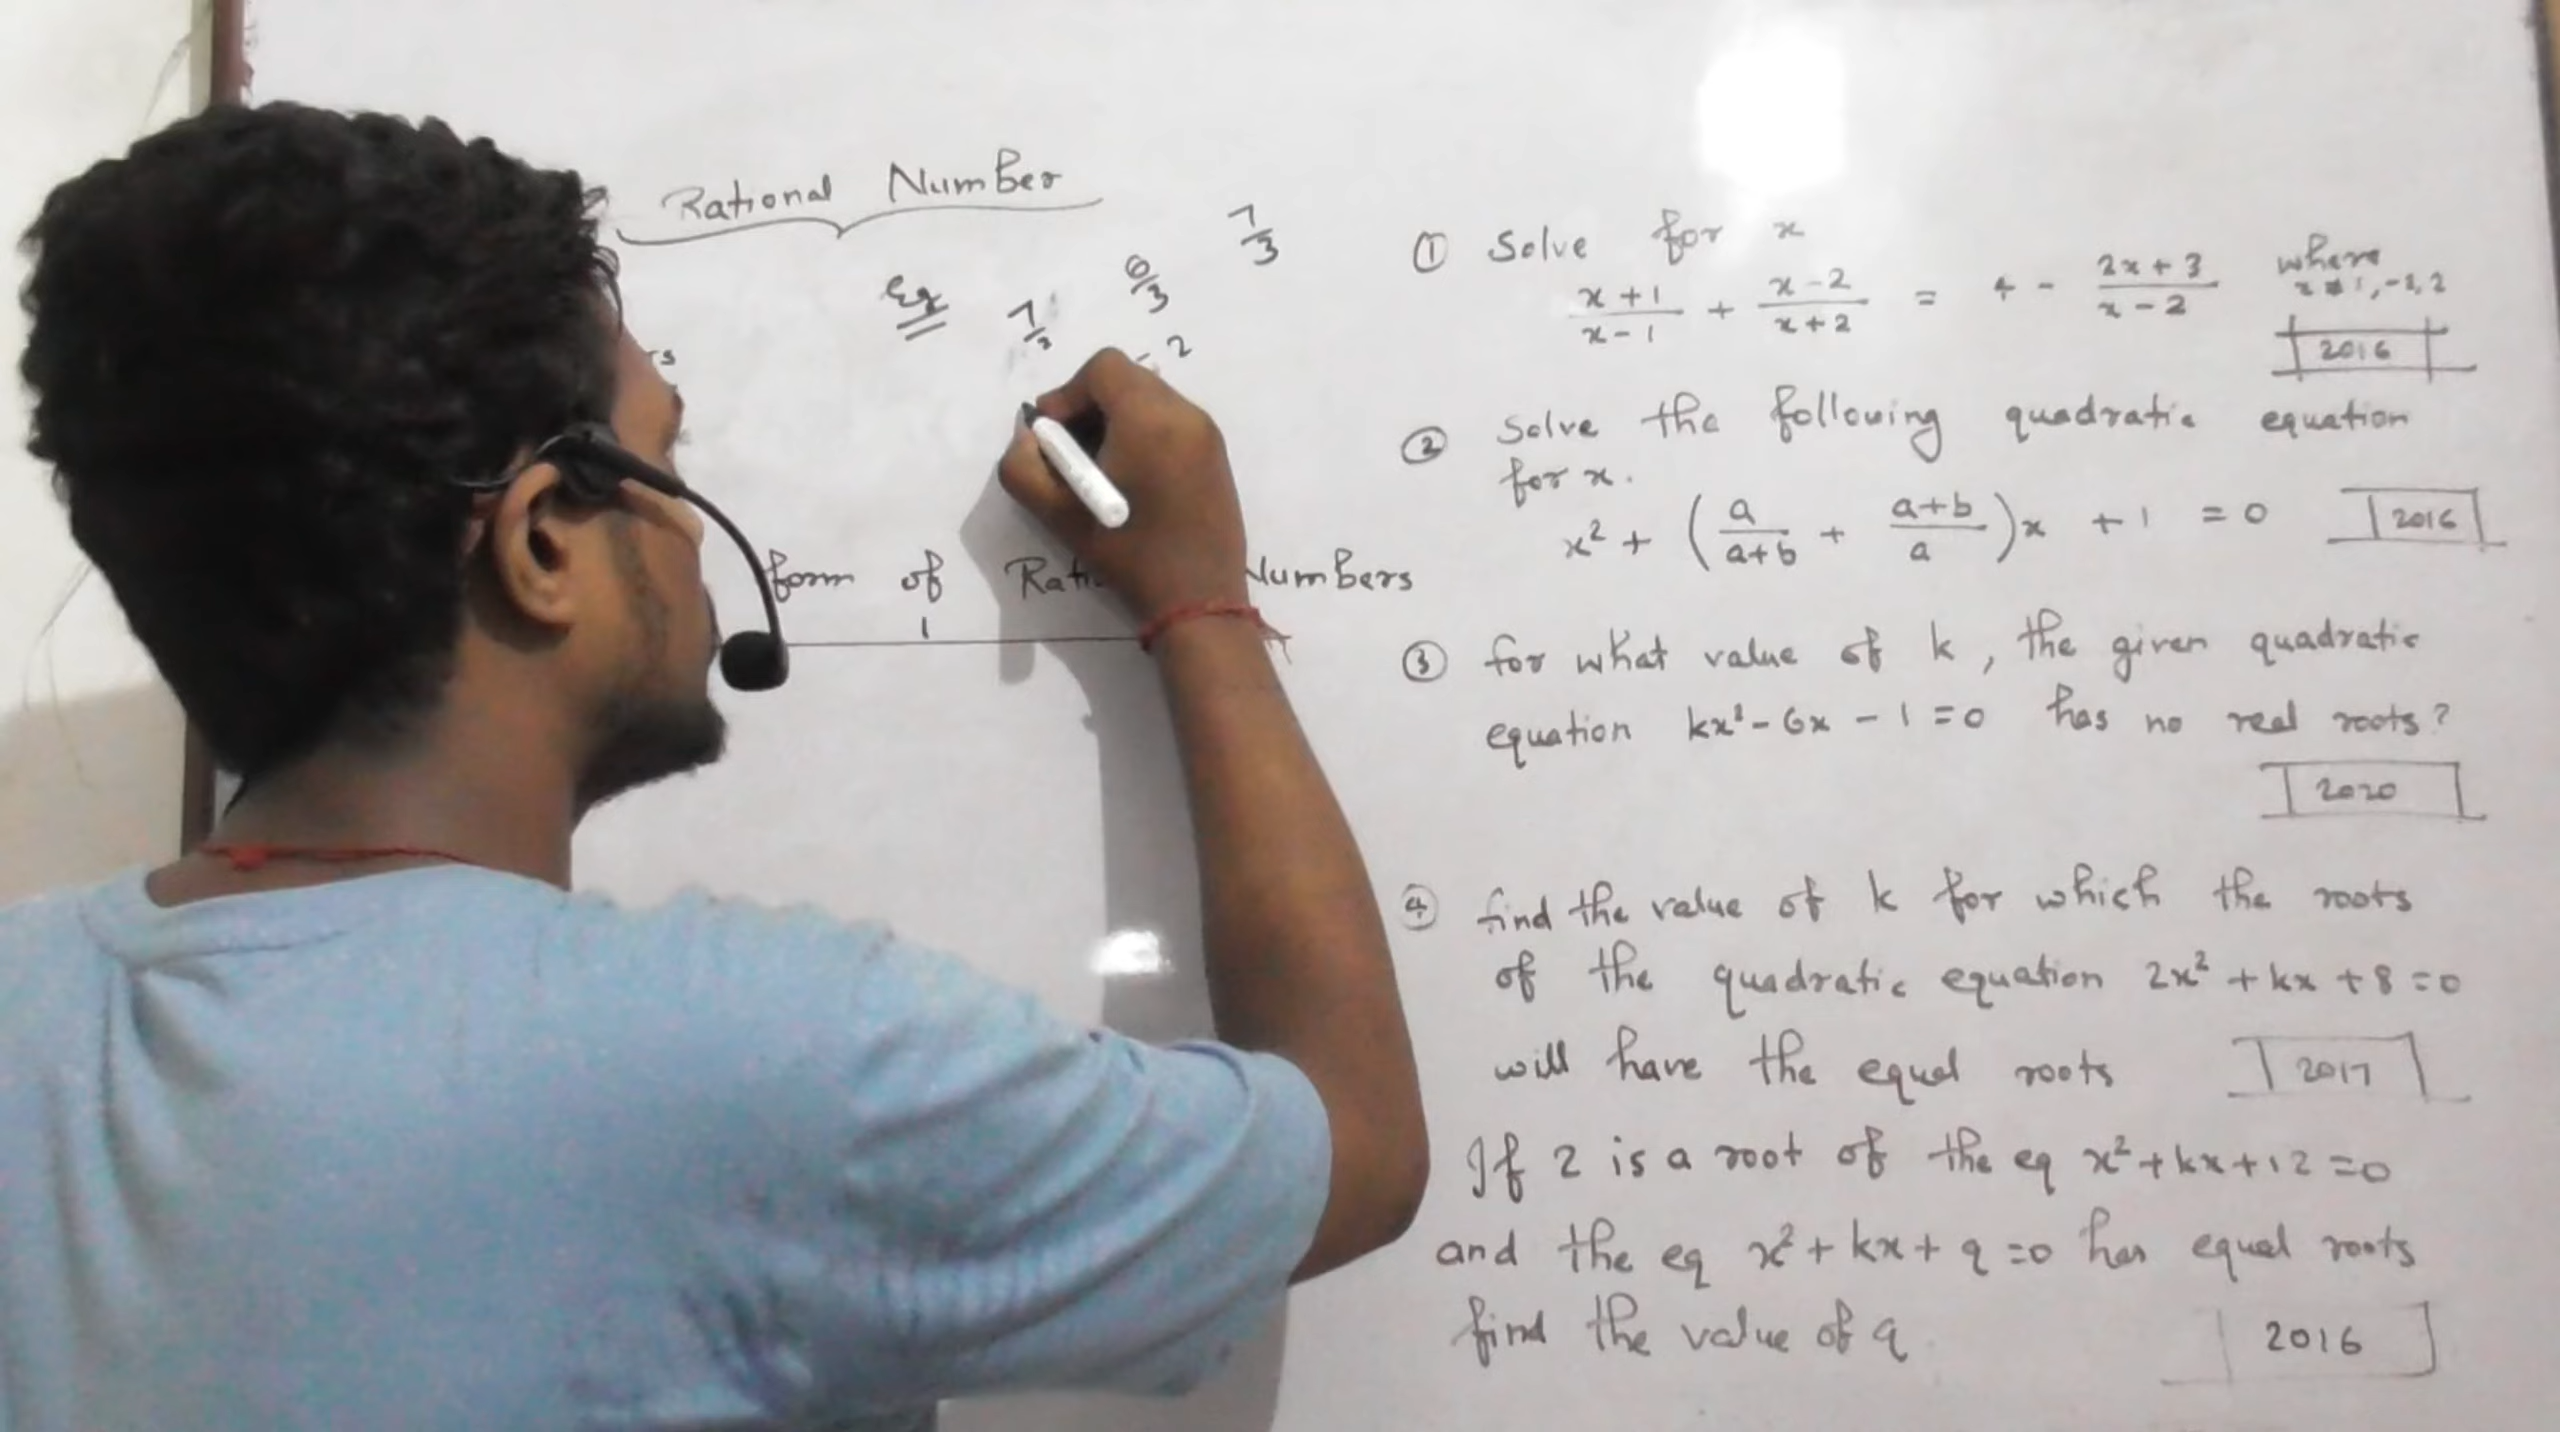 Rational Number
Eg 7/3 6/3 7/3
2
form of Numbers
1
① Solve for x
x+1/x-1 + x-2/x+2 = 4 - 2x+3/x-2 where x ≠ 1, -2, 2
2016
② Solve the following quadratic equation
for x.
x² + (a/a+b + a+b/a)x + 1 = 0 2016
③ for what value of k, the given quadratic
equation kx² - 6x - 1 = 0 has no real roots?
2020
④ find the value of k for which the roots
of the quadratic equation 2x² + kx + 8 = 0
will have the equal roots 2017
If 2 is a root of the eq x² + kx + 12 = 0
and the eq x² + kx + q = 0 has equal roots
find the value of q 2016